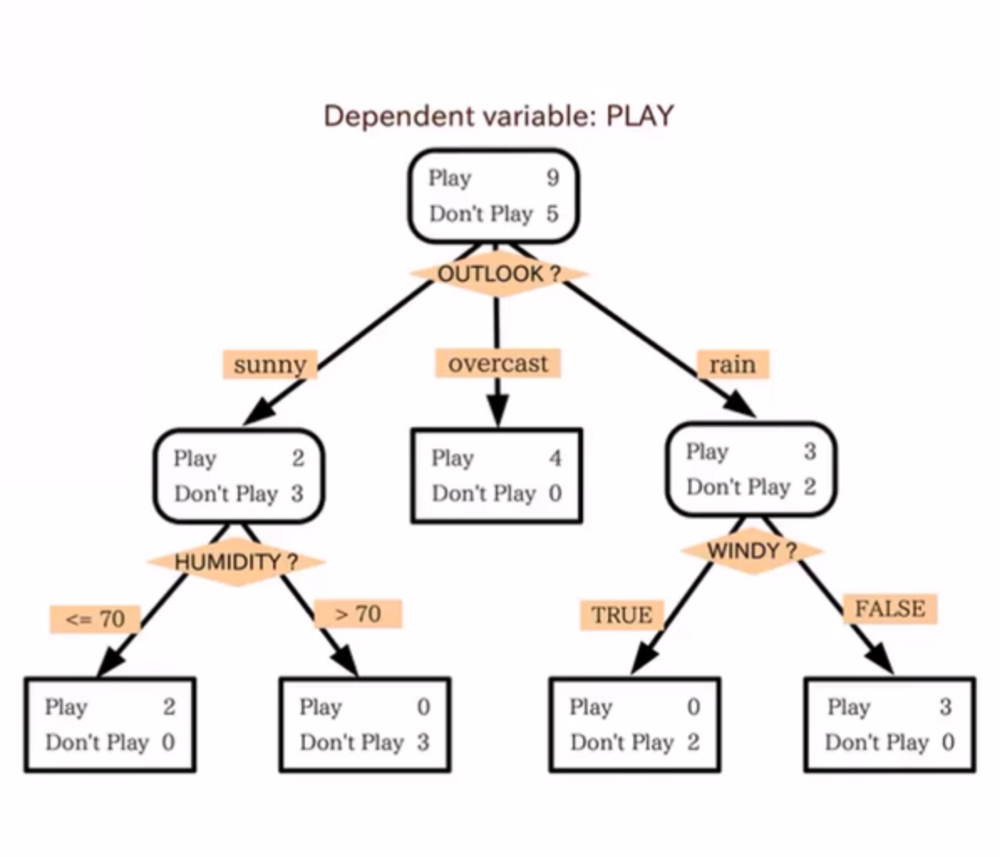 Dependent variable: PLAY
Play 9
Don't Play 5
OUTLOOK ?
sunny
overcast
rain
Play 2
Don't Play 3
Play 4
Don't Play 0
Play 3
Don't Play 2
HUMIDITY ?
WINDY ?
<= 70
> 70
TRUE
FALSE
Play 2
Don't Play 0
Play 0
Don't Play 3
Play 0
Don't Play 2
Play 3
Don't Play 0